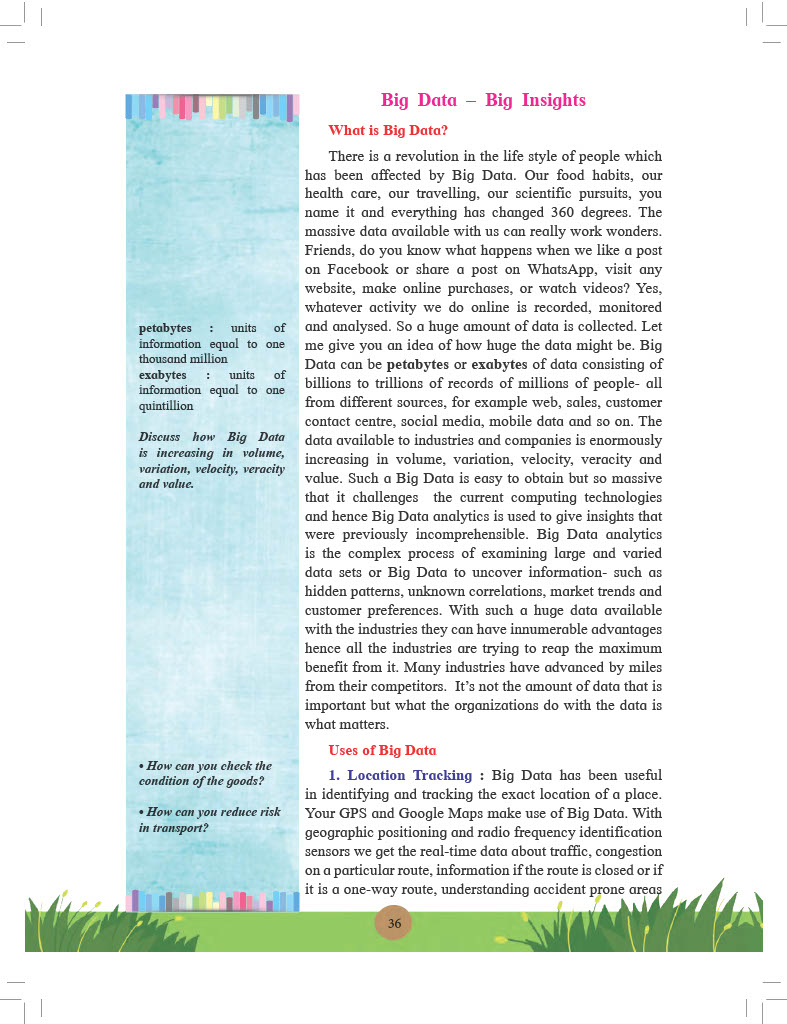 Big Data – Big Insights
What is Big Data?
There is a revolution in the life style of people which
has been affected by Big Data. Our food habits, our
health care, our travelling, our scientific pursuits, you
name it and everything has changed 360 degrees. The
massive data available with us can really work wonders.
Friends, do you know what happens when we like a post
on Facebook or share a post on WhatsApp, visit any
website, make online purchases, or watch videos? Yes,
whatever activity we do online is recorded, monitored
and analysed. So a huge amount of data is collected. Let
me give you an idea of how huge the data might be. Big
Data can be petabytes or exabytes of data consisting of
billions to trillions of records of millions of people- all
from different sources, for example web, sales, customer
contact centre, social media, mobile data and so on. The
data available to industries and companies is enormously
increasing in volume, variation, velocity, veracity and
value. Such a Big Data is easy to obtain but so massive
that it challenges the current computing technologies
and hence Big Data analytics is used to give insights that
were previously incomprehensible. Big Data analytics
is the complex process of examining large and varied
data sets or Big Data to uncover information- such as
hidden patterns, unknown correlations, market trends and
customer preferences. With such a huge data available
with the industries they can have innumerable advantages
hence all the industries are trying to reap the maximum
benefit from it. Many industries have advanced by miles
from their competitors. It's not the amount of data that is
important but what the organizations do with the data is
what matters.
Uses of Big Data
1. Location Tracking : Big Data has been useful
in identifying and tracking the exact location of a place.
Your GPS and Google Maps make use of Big Data. With
geographic positioning and radio frequency identification
sensors we get the real-time data about traffic, congestion
on a particular route, information if the route is closed or if
it is a one-way route, understanding accident prone areas
petabytes : units of
information equal to one
thousand million
exabytes : units of
information equal to one
quintillion
Discuss how Big Data
is increasing in volume,
variation, velocity, veracity
and value.
• How can you check the
condition of the goods?
• How can you reduce risk
in transport?
36